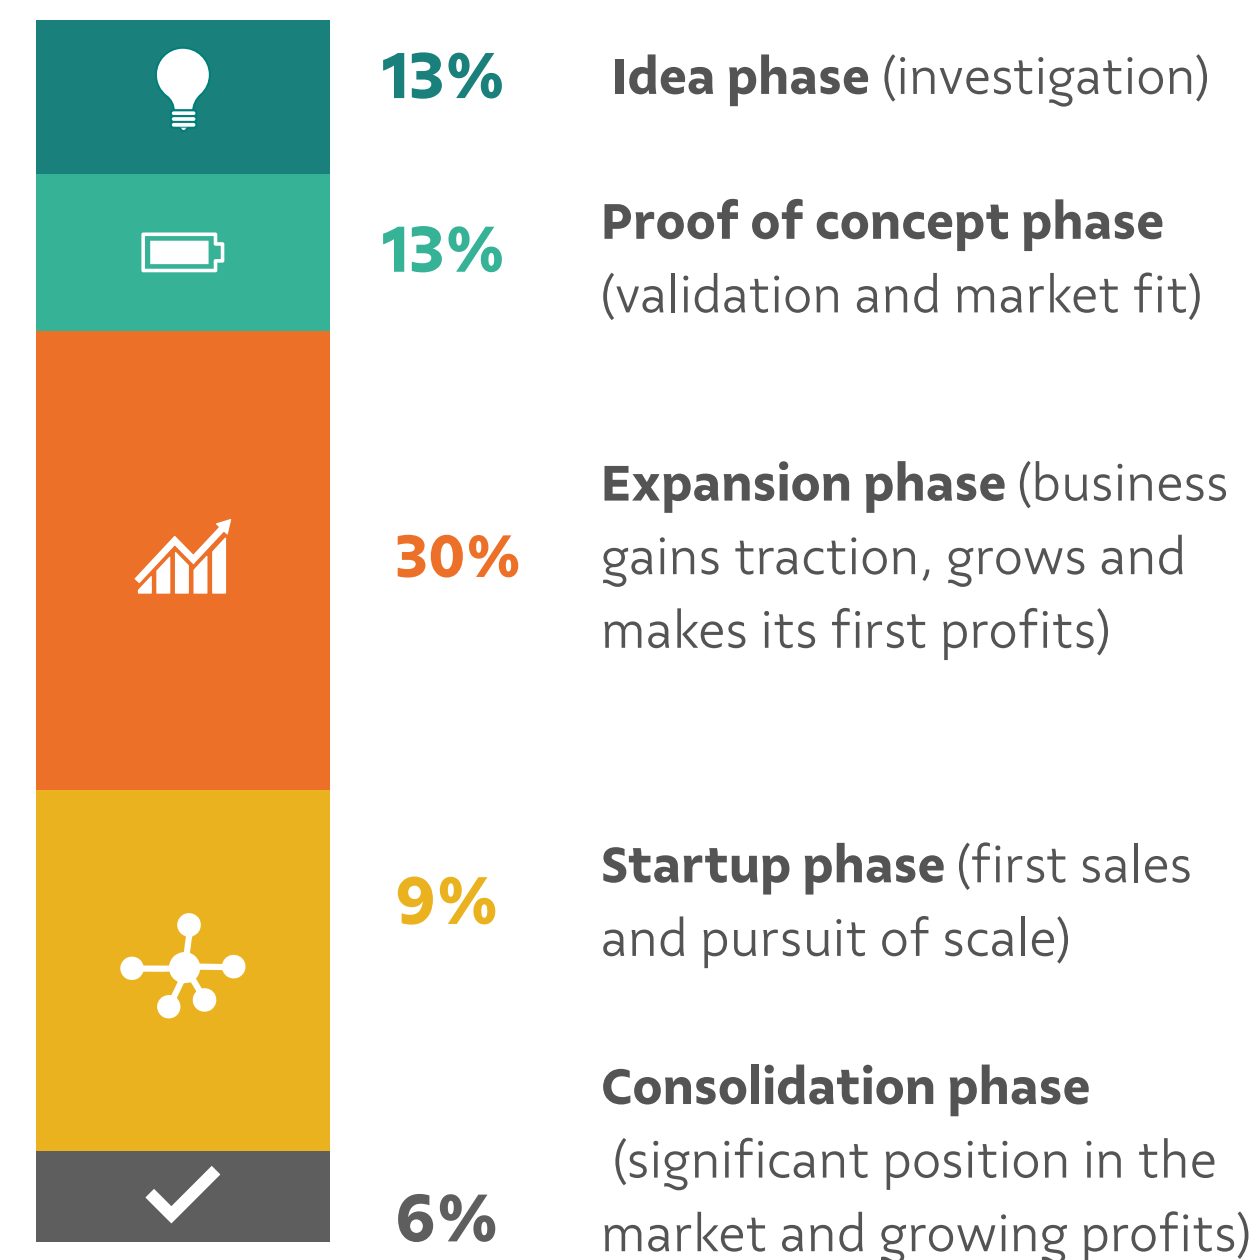 13% Idea phase (investigation)
13% Proof of concept phase
(validation and market fit)
30% Expansion phase (business
gains traction, grows and
makes its first profits)
9% Startup phase (first sales
and pursuit of scale)
Consolidation phase
(significant position in the
6% market and growing profits)